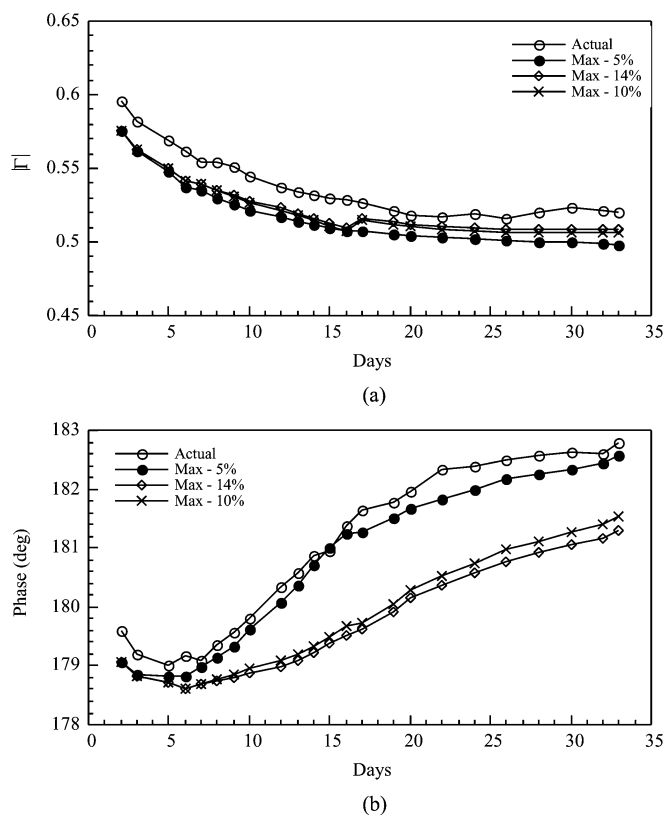 0.65
0.6
0.55
0.5
0.45
|Γ|
Actual
Max - 5%
Max - 14%
Max - 10%
0 5 10 15 20 25 30 35
Days
(a)
183
182
181
180
179
178
Phase (deg)
Actual
Max - 5%
Max - 14%
Max - 10%
0 5 10 15 20 25 30 35
Days
(b)